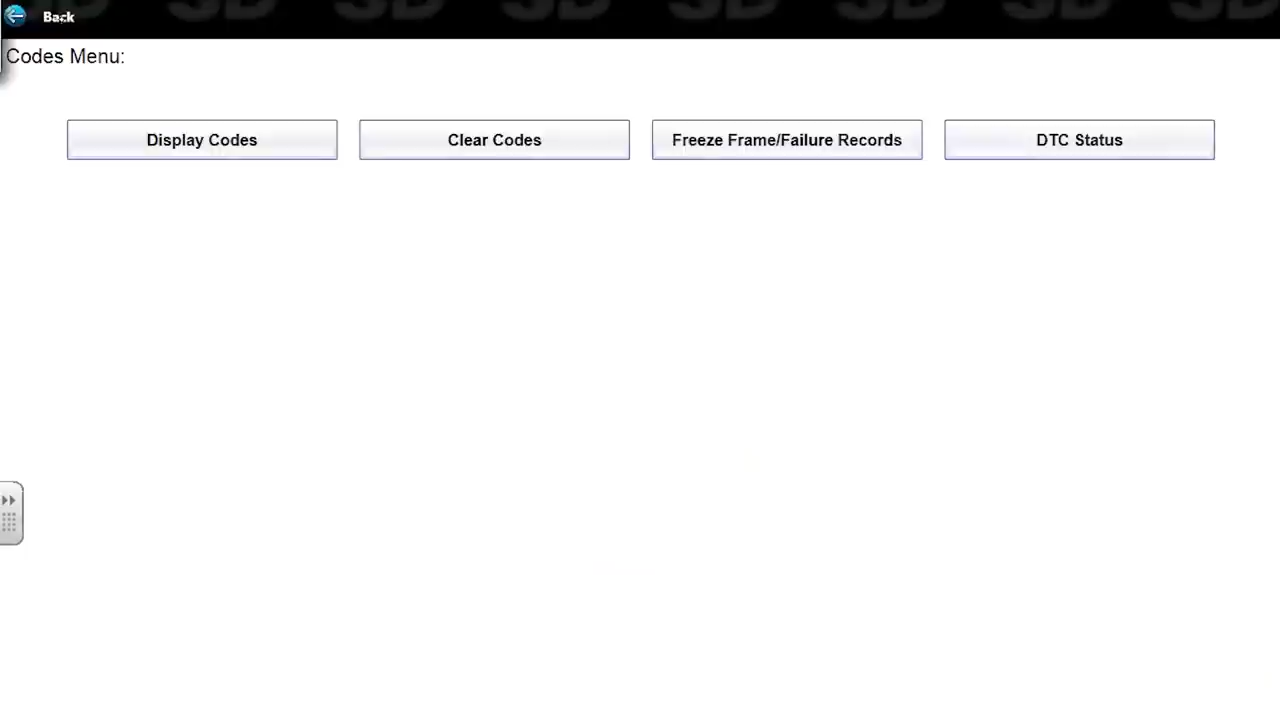 Back
Codes Menu:
Display Codes
Clear Codes
Freeze Frame/Failure Records
DTC Status